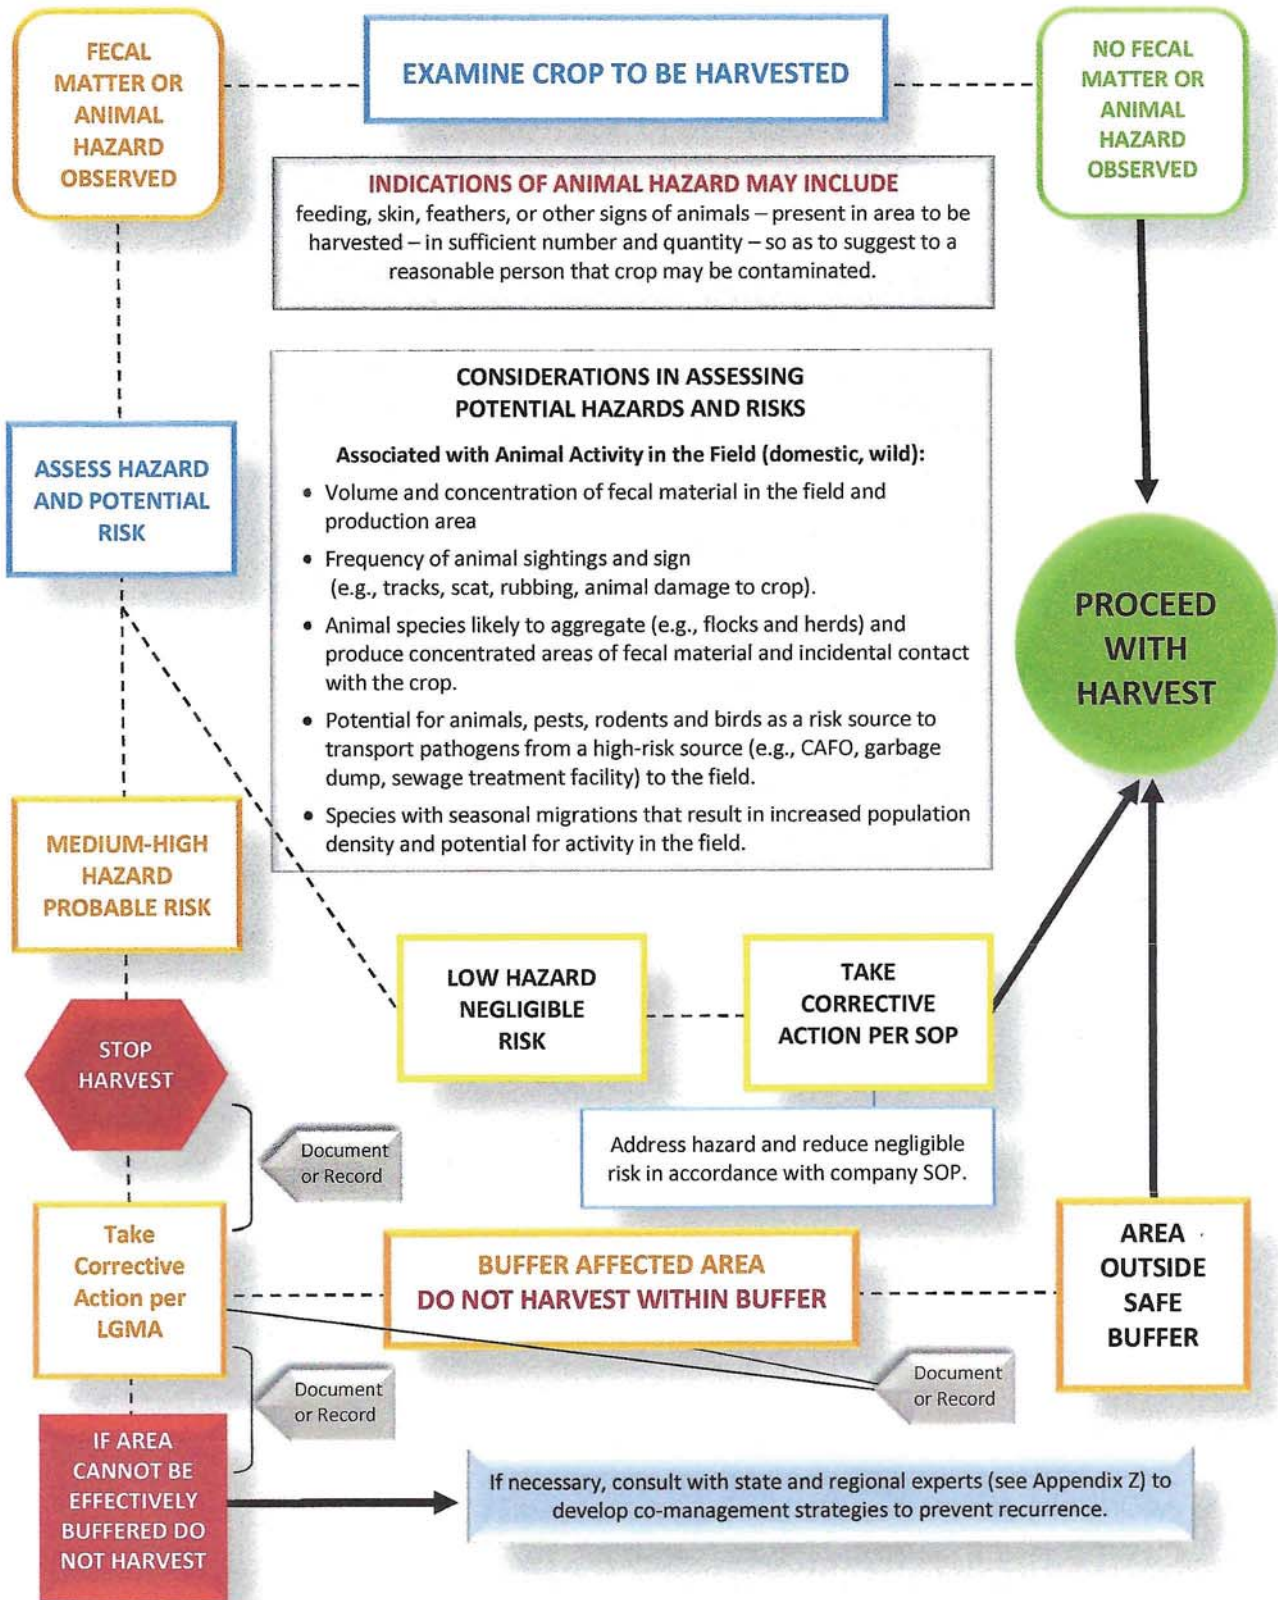 FECAL
MATTER OR
ANIMAL
HAZARD
OBSERVED
EXAMINE CROP TO BE HARVESTED
NO FECAL
MATTER OR
ANIMAL
HAZARD
OBSERVED
INDICATIONS OF ANIMAL HAZARD MAY INCLUDE
feeding, skin, feathers, or other signs of animals – present in area to be
harvested – in sufficient number and quantity – so as to suggest to a
reasonable person that crop may be contaminated.
CONSIDERATIONS IN ASSESSING
POTENTIAL HAZARDS AND RISKS
Associated with Animal Activity in the Field (domestic, wild):
• Volume and concentration of fecal material in the field and
production area
• Frequency of animal sightings and sign
(e.g., tracks, scat, rubbing, animal damage to crop).
• Animal species likely to aggregate (e.g., flocks and herds) and
produce concentrated areas of fecal material and incidental contact
with the crop.
• Potential for animals, pests, rodents and birds as a risk source to
transport pathogens from a high-risk source (e.g., CAFO, garbage
dump, sewage treatment facility) to the field.
• Species with seasonal migrations that result in increased population
density and potential for activity in the field.
ASSESS HAZARD
AND POTENTIAL
RISK
PROCEED
WITH
HARVEST
MEDIUM-HIGH
HAZARD
PROBABLE RISK
LOW HAZARD
NEGLIGIBLE
RISK
TAKE
CORRECTIVE
ACTION PER SOP
STOP
HARVEST
Document
or Record
Address hazard and reduce negligible
risk in accordance with company SOP.
Take
Corrective
Action per
LGMA
BUFFER AFFECTED AREA
DO NOT HARVEST WITHIN BUFFER
AREA
OUTSIDE
SAFE
BUFFER
Document
or Record
Document
or Record
IF AREA
CANNOT BE
EFFECTIVELY
BUFFERED DO
NOT HARVEST
If necessary, consult with state and regional experts (see Appendix Z) to
develop co-management strategies to prevent recurrence.